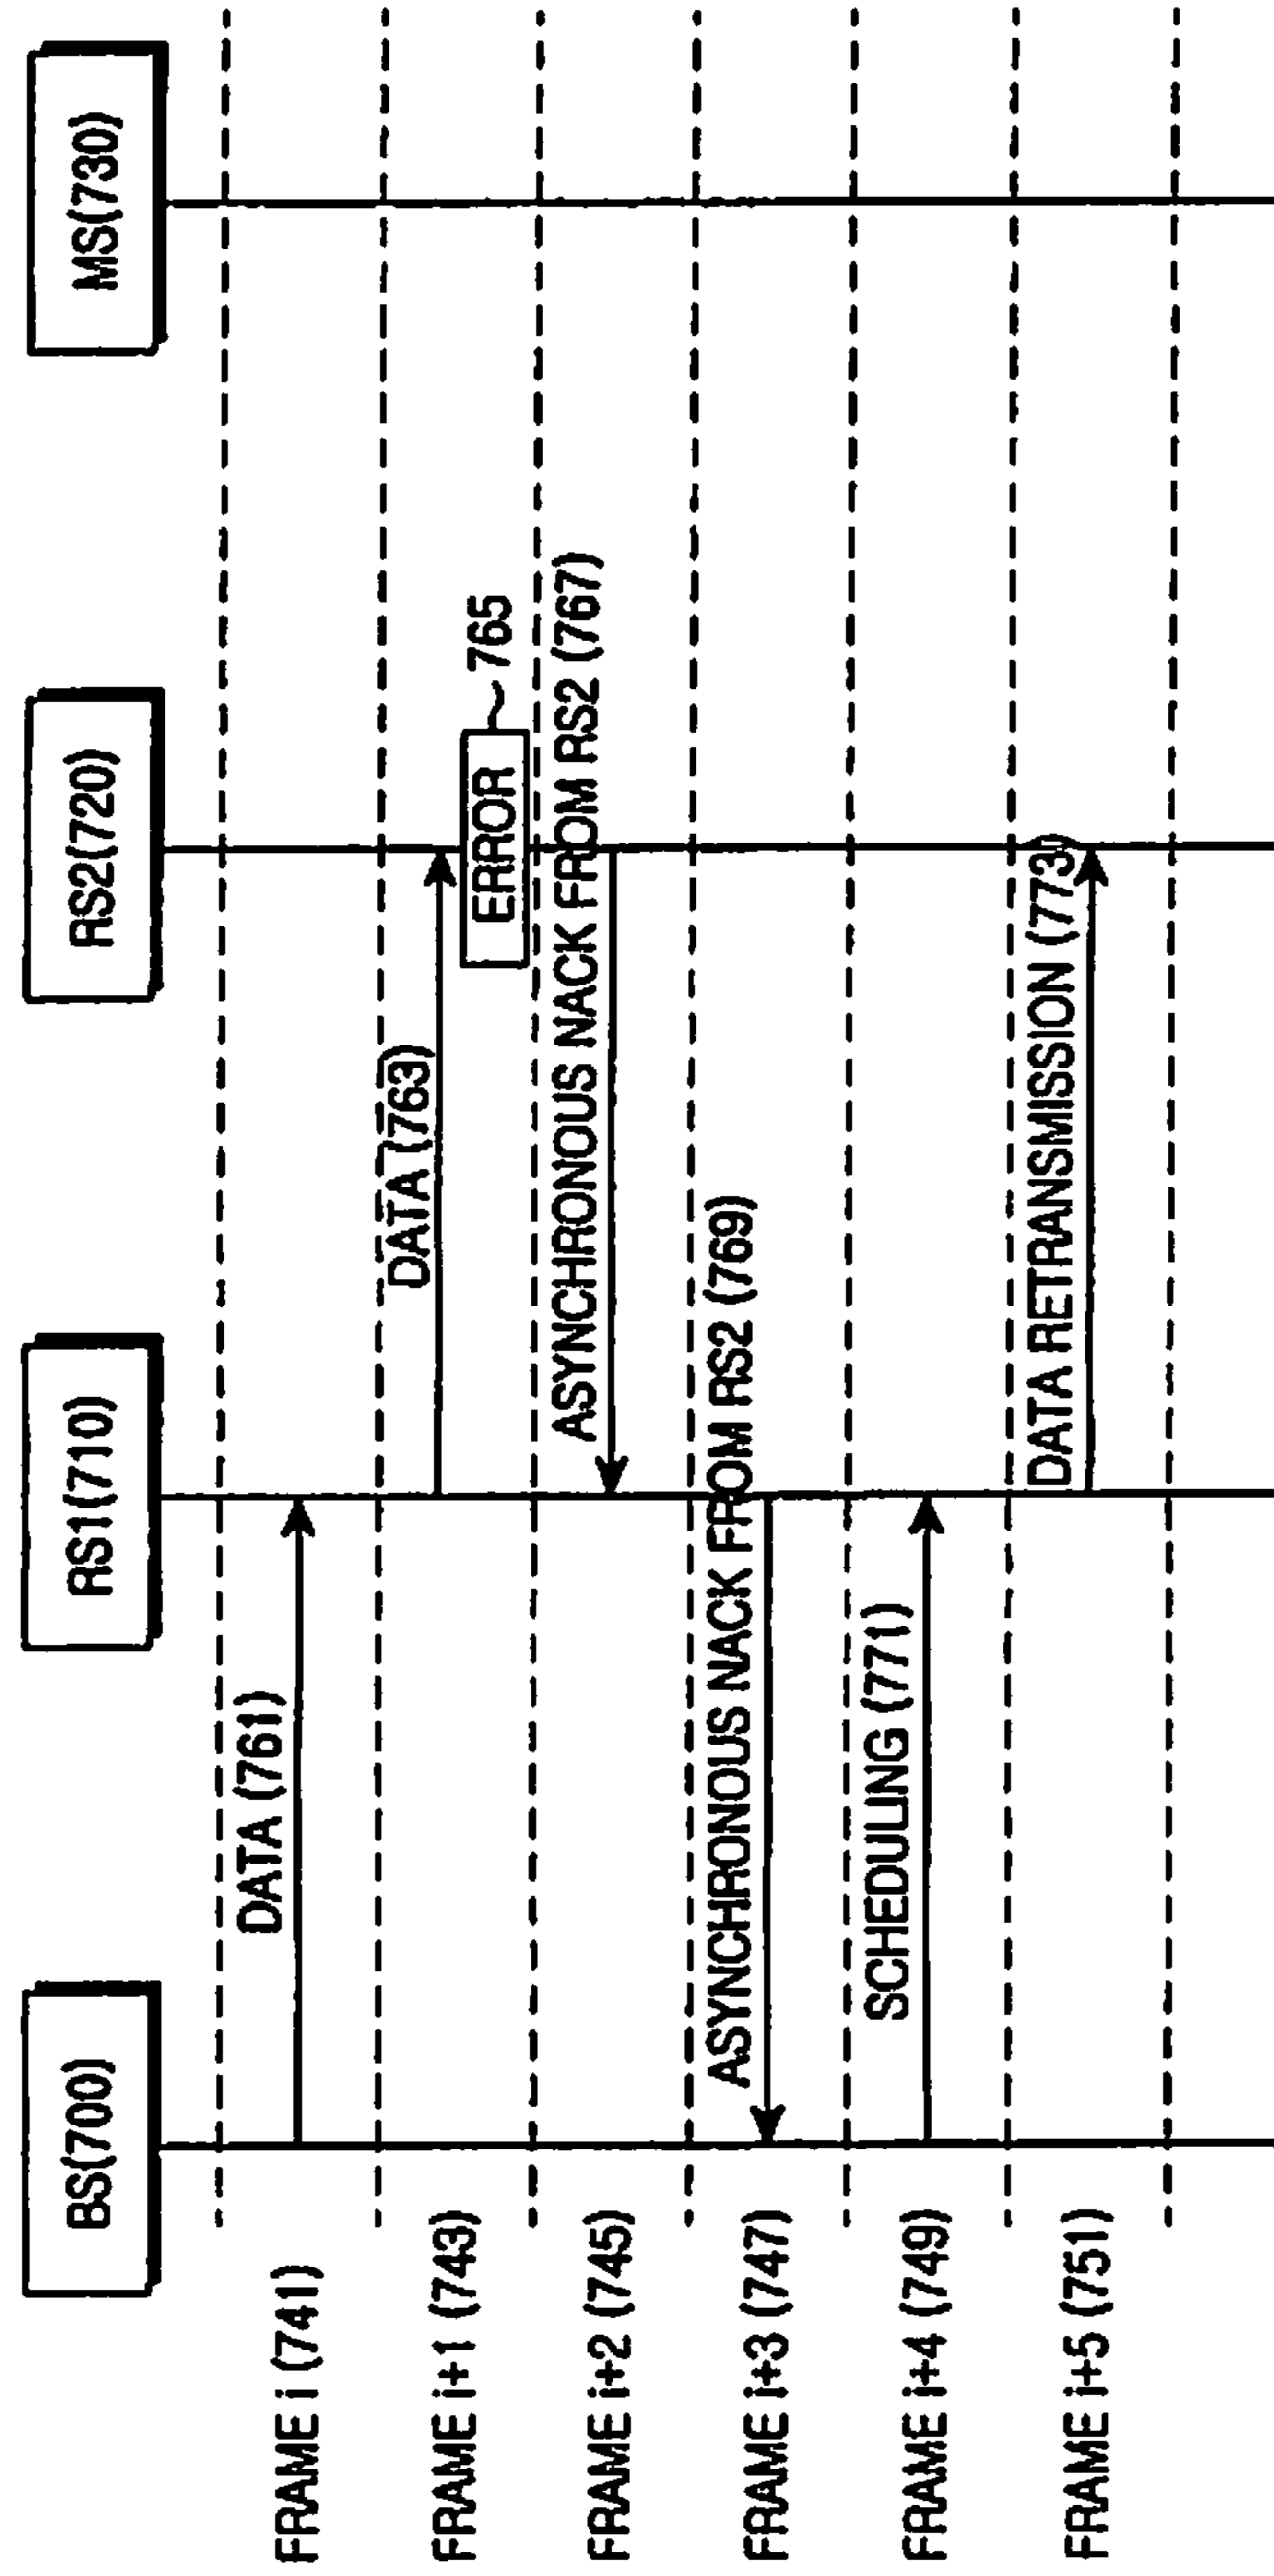 BS(700)
RS1(710)
RS2(720)
MS(730)
FRAME i (741)
DATA (761)
FRAME i+1 (743)
DATA (763)
ERROR
765
FRAME i+2 (745)
ASYNCHRONOUS NACK FROM RS2 (767)
FRAME i+3 (747)
ASYNCHRONOUS NACK FROM RS2 (769)
FRAME i+4 (749)
SCHEDULING (771)
FRAME i+5 (751)
DATA RETRANSMISSION (773)